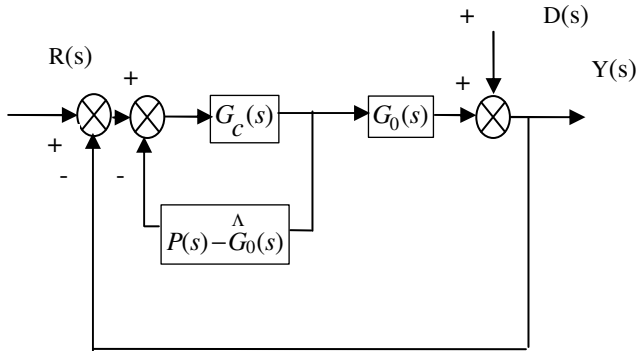 + D(s)
R(s) Y(s)
+ +
G_c(s) G_0(s)
+
- -
P(s)−Ĝ_0(s)